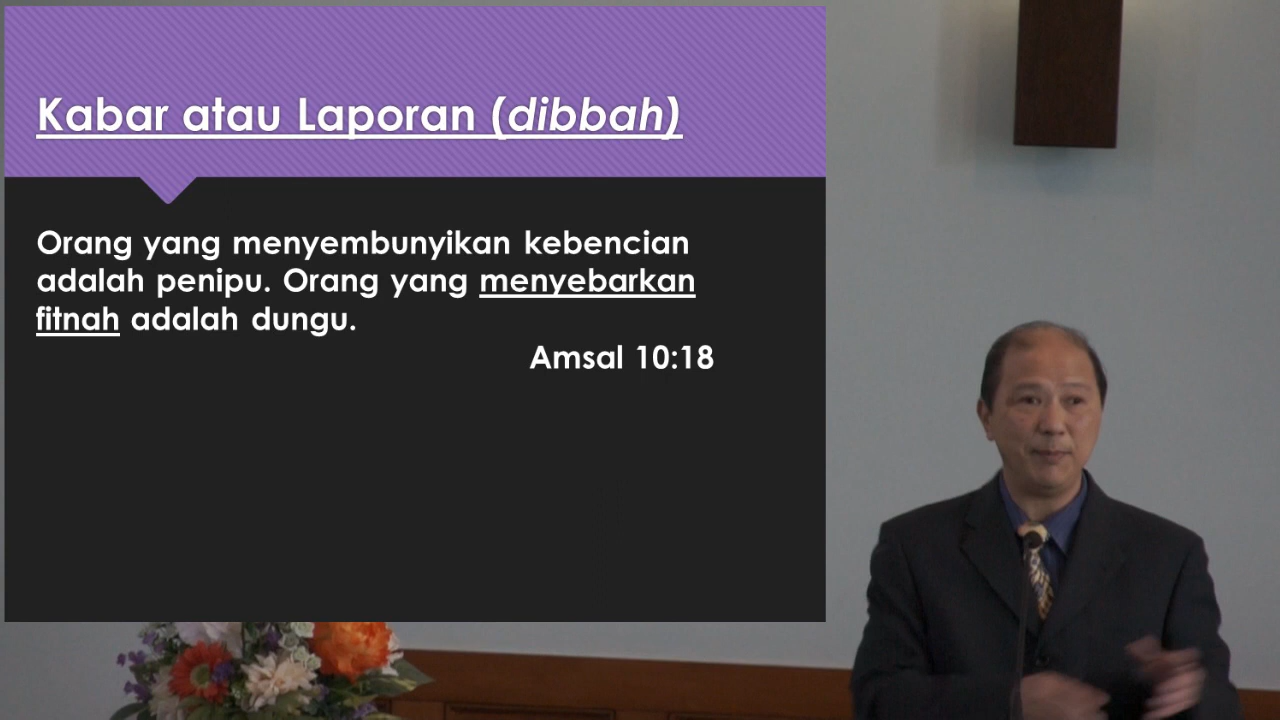 Kabar atau Laporan (dibbah)
Orang yang menyembunyikan kebencian
adalah penipu. Orang yang menyebarkan
fitnah adalah dungu.
Amsal 10:18